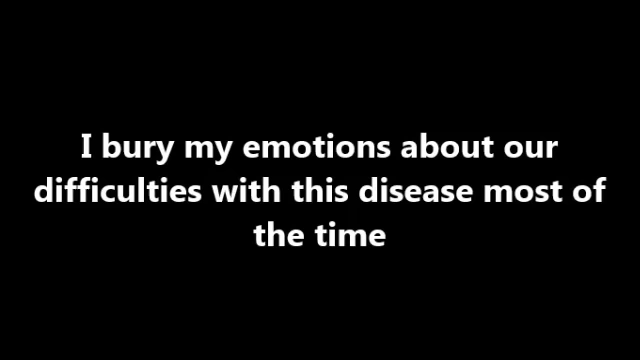 I bury my emotions about our
difficulties with this disease most of
the time